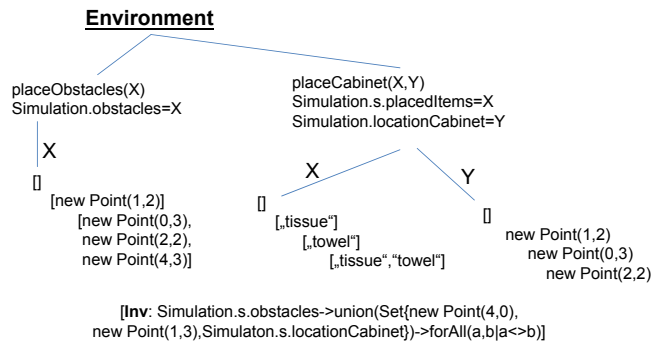 Environment
placeObstacles(X)
Simulation.obstacles=X
placeCabinet(X,Y)
Simulation.s.placedItems=X
Simulation.locationCabinet=Y
X
[]
[new Point(1,2)]
[new Point(0,3),
new Point(2,2),
new Point(4,3)]
X
[]
[„tissue“]
[„towel“]
[„tissue“,“towel“]
Y
[]
new Point(1,2)
new Point(0,3)
new Point(2,2)
[Inv: Simulation.s.obstacles->union(Set{new Point(4,0),
new Point(1,3),Simulaton.s.locationCabinet})->forAll(a,b|a<>b)]